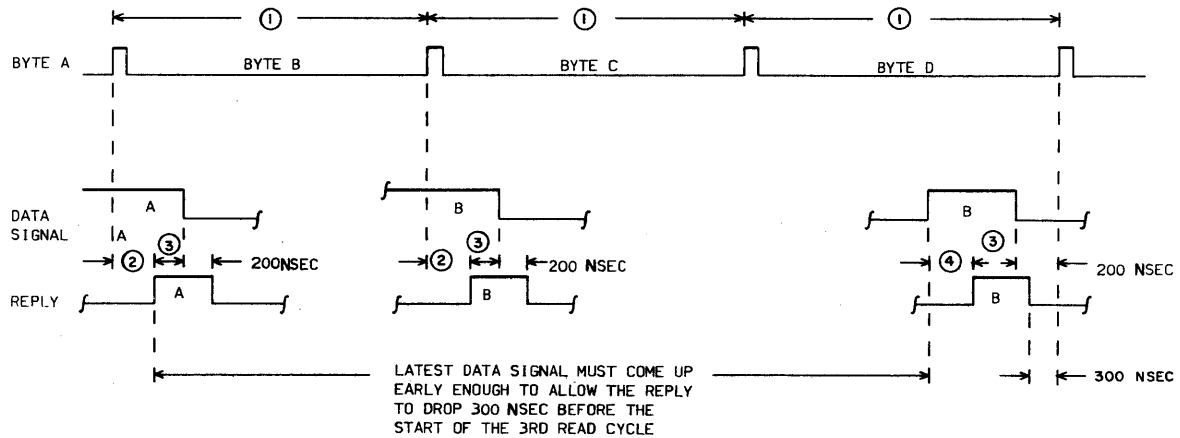 ① ① ①
BYTE A BYTE B BYTE C BYTE D
A B B
DATA
SIGNAL
A
② ③ 200NSEC ② ③ 200 NSEC ④ ③ 200 NSEC
REPLY A B B
LATEST DATA SIGNAL MUST COME UP
EARLY ENOUGH TO ALLOW THE REPLY
TO DROP 300 NSEC BEFORE THE
START OF THE 3RD READ CYCLE
300 NSEC